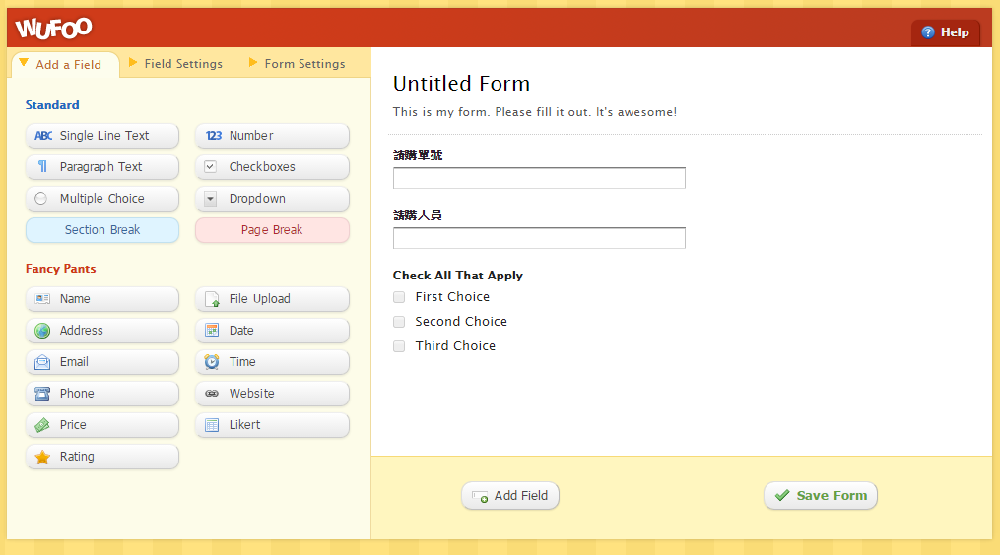 WUFOO
Help
Add a Field
Field Settings
Form Settings
Standard
ABC Single Line Text
123 Number
Paragraph Text
Checkboxes
Multiple Choice
Dropdown
Section Break
Page Break
Fancy Pants
Name
File Upload
Address
Date
Email
Time
Phone
Website
Price
Likert
Rating
Untitled Form
This is my form. Please fill it out. It's awesome!
請購單號
請購人員
Check All That Apply
First Choice
Second Choice
Third Choice
Add Field
Save Form